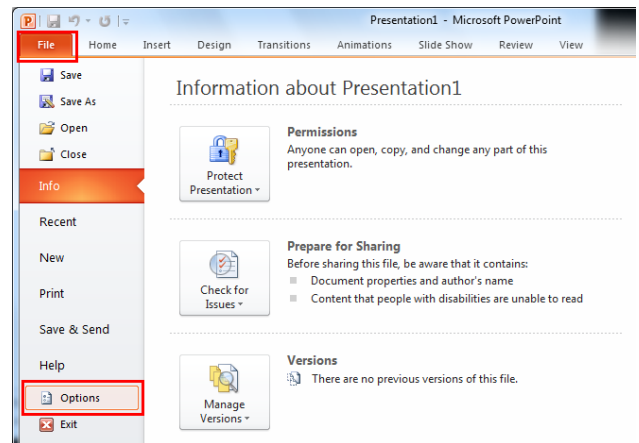 Presentation1 - Microsoft PowerPoint
File Home Insert Design Transitions Animations Slide Show Review View
Save
Save As
Open
Close
Info
Recent
New
Print
Save & Send
Help
Options
Exit
Information about Presentation1
Protect
Presentation
Permissions
Anyone can open, copy, and change any part of this
presentation.
Check for
Issues
Prepare for Sharing
Before sharing this file, be aware that it contains:
Document properties and author's name
Content that people with disabilities are unable to read
Manage
Versions
Versions
There are no previous versions of this file.